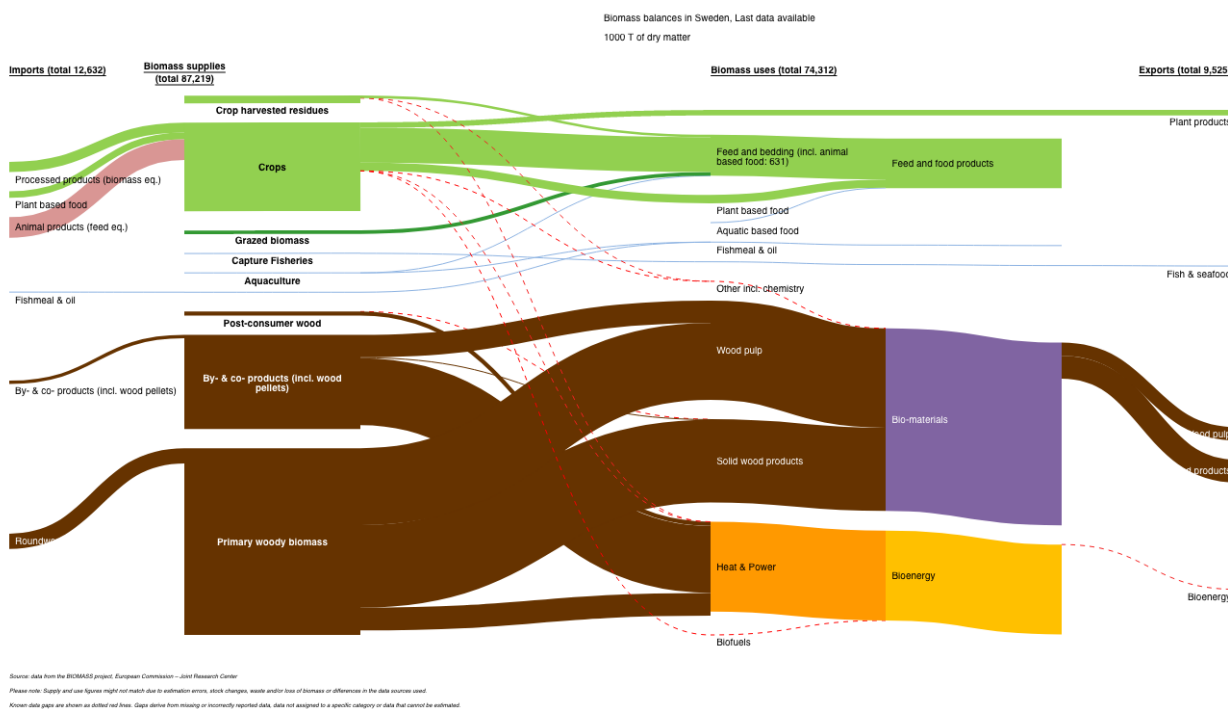 Biomass balances in Sweden, Last data available
1000 T of dry matter
Imports (total 12,632)
Biomass supplies
(total 87,219)
Biomass uses (total 74,312)
Exports (total 9,525
Crop harvested residues
Plant products
Crops
Feed and bedding (incl. animal
based food: 631)
Feed and food products
Processed products (biomass eq.)
Plant based food
Animal products (feed eq.)
Plant based food
Aquatic based food
Grazed biomass
Fishmeal & oil
Capture Fisheries
Fish & seafood
Aquaculture
Other incl. chemistry
Fishmeal & oil
Post-consumer wood
Wood pulp
By- & co- products (incl. wood
pellets)
By- & co- products (incl. wood pellets)
Bio-materials
pulp
Solid wood products
products
Roundw
Primary woody biomass
Heat & Power
Bioenergy
Bioenergy
Biofuels
Source: data from the BIOMASS project, European Commission – Joint Research Center
Please note: Supply and use figures might not match due to estimation errors, stock changes, waste and/or loss of biomass or differences in the data sources used.
Known data gaps are shown as dotted red lines. Gaps derive from missing or incorrectly reported data, data not assigned to a specific category or data that cannot be estimated.